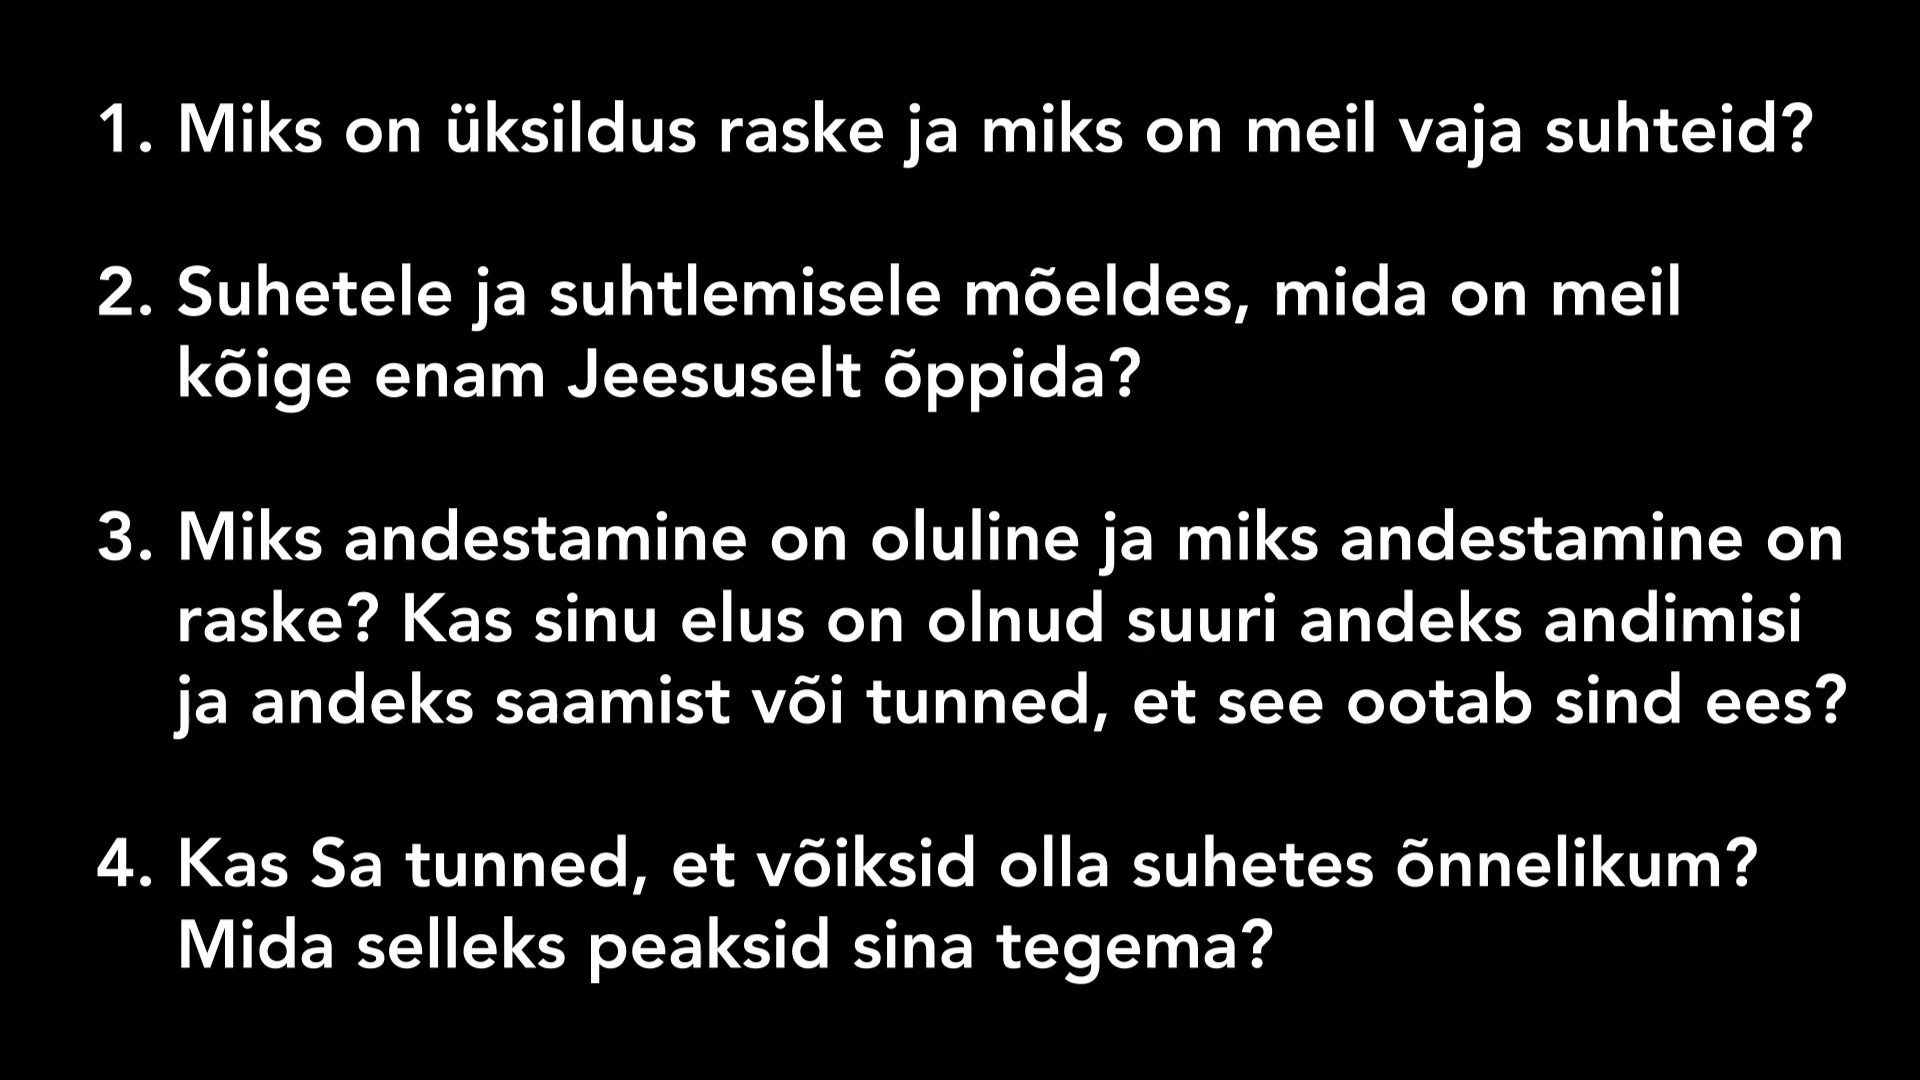 1. Miks on üksildus raske ja miks on meil vaja suhteid?
2. Suhetele ja suhtlemisele mõeldes, mida on meil
kõige enam Jeesuselt õppida?
3. Miks andestamine on oluline ja miks andestamine on
raske? Kas sinu elus on olnud suuri andeks andimisi
ja andeks saamist või tunned, et see ootab sind ees?
4. Kas Sa tunned, et võiksid olla suhetes õnnelikum?
Mida selleks peaksid sina tegema?